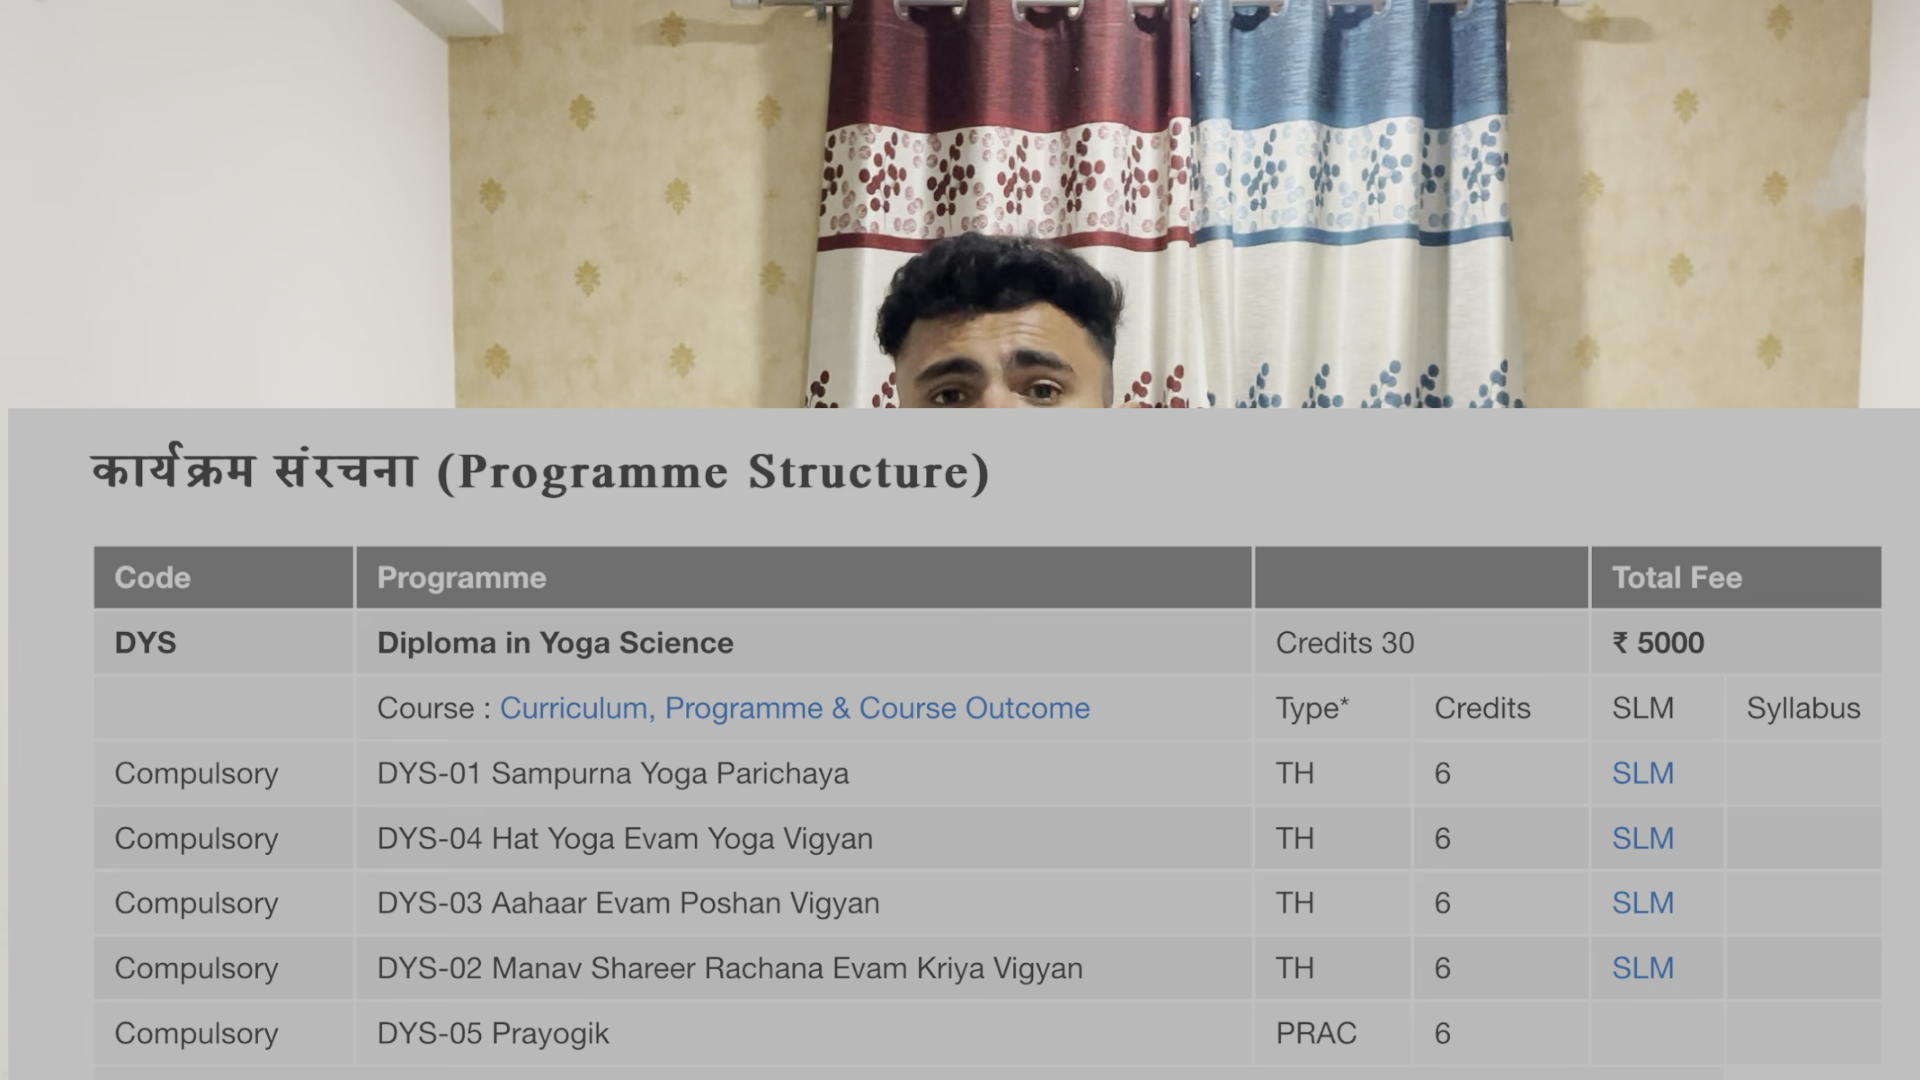 कार्यक्रम संरचना (Programme Structure)
Code Programme Total Fee
DYS Diploma in Yoga Science Credits 30 ₹ 5000
Course : Curriculum, Programme & Course Outcome Type* Credits SLM Syllabus
Compulsory DYS-01 Sampurna Yoga Parichaya TH 6 SLM
Compulsory DYS-04 Hat Yoga Evam Yoga Vigyan TH 6 SLM
Compulsory DYS-03 Aahaar Evam Poshan Vigyan TH 6 SLM
Compulsory DYS-02 Manav Shareer Rachana Evam Kriya Vigyan TH 6 SLM
Compulsory DYS-05 Prayogik PRAC 6